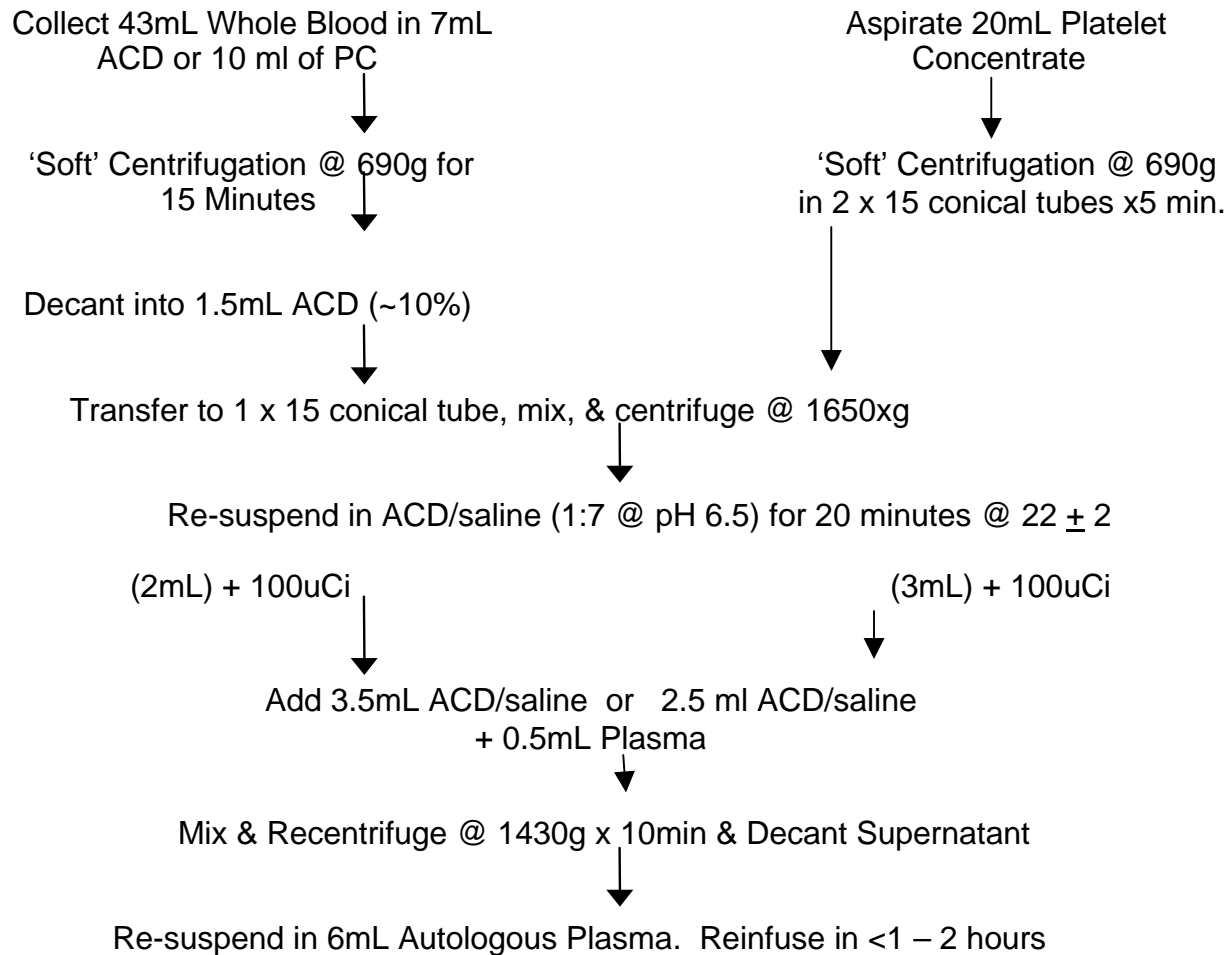 Collect 43mL Whole Blood in 7mL
ACD or 10 ml of PC
Aspirate 20mL Platelet
Concentrate
‘Soft’ Centrifugation @ 690g for
15 Minutes
‘Soft’ Centrifugation @ 690g
in 2 x 15 conical tubes x5 min.
Decant into 1.5mL ACD (~10%)
Transfer to 1 x 15 conical tube, mix, & centrifuge @ 1650xg
Re-suspend in ACD/saline (1:7 @ pH 6.5) for 20 minutes @ 22 ± 2
(2mL) + 100uCi
(3mL) + 100uCi
Add 3.5mL ACD/saline or 2.5 ml ACD/saline
+ 0.5mL Plasma
Mix & Recentrifuge @ 1430g x 10min & Decant Supernatant
Re-suspend in 6mL Autologous Plasma. Reinfuse in <1 – 2 hours